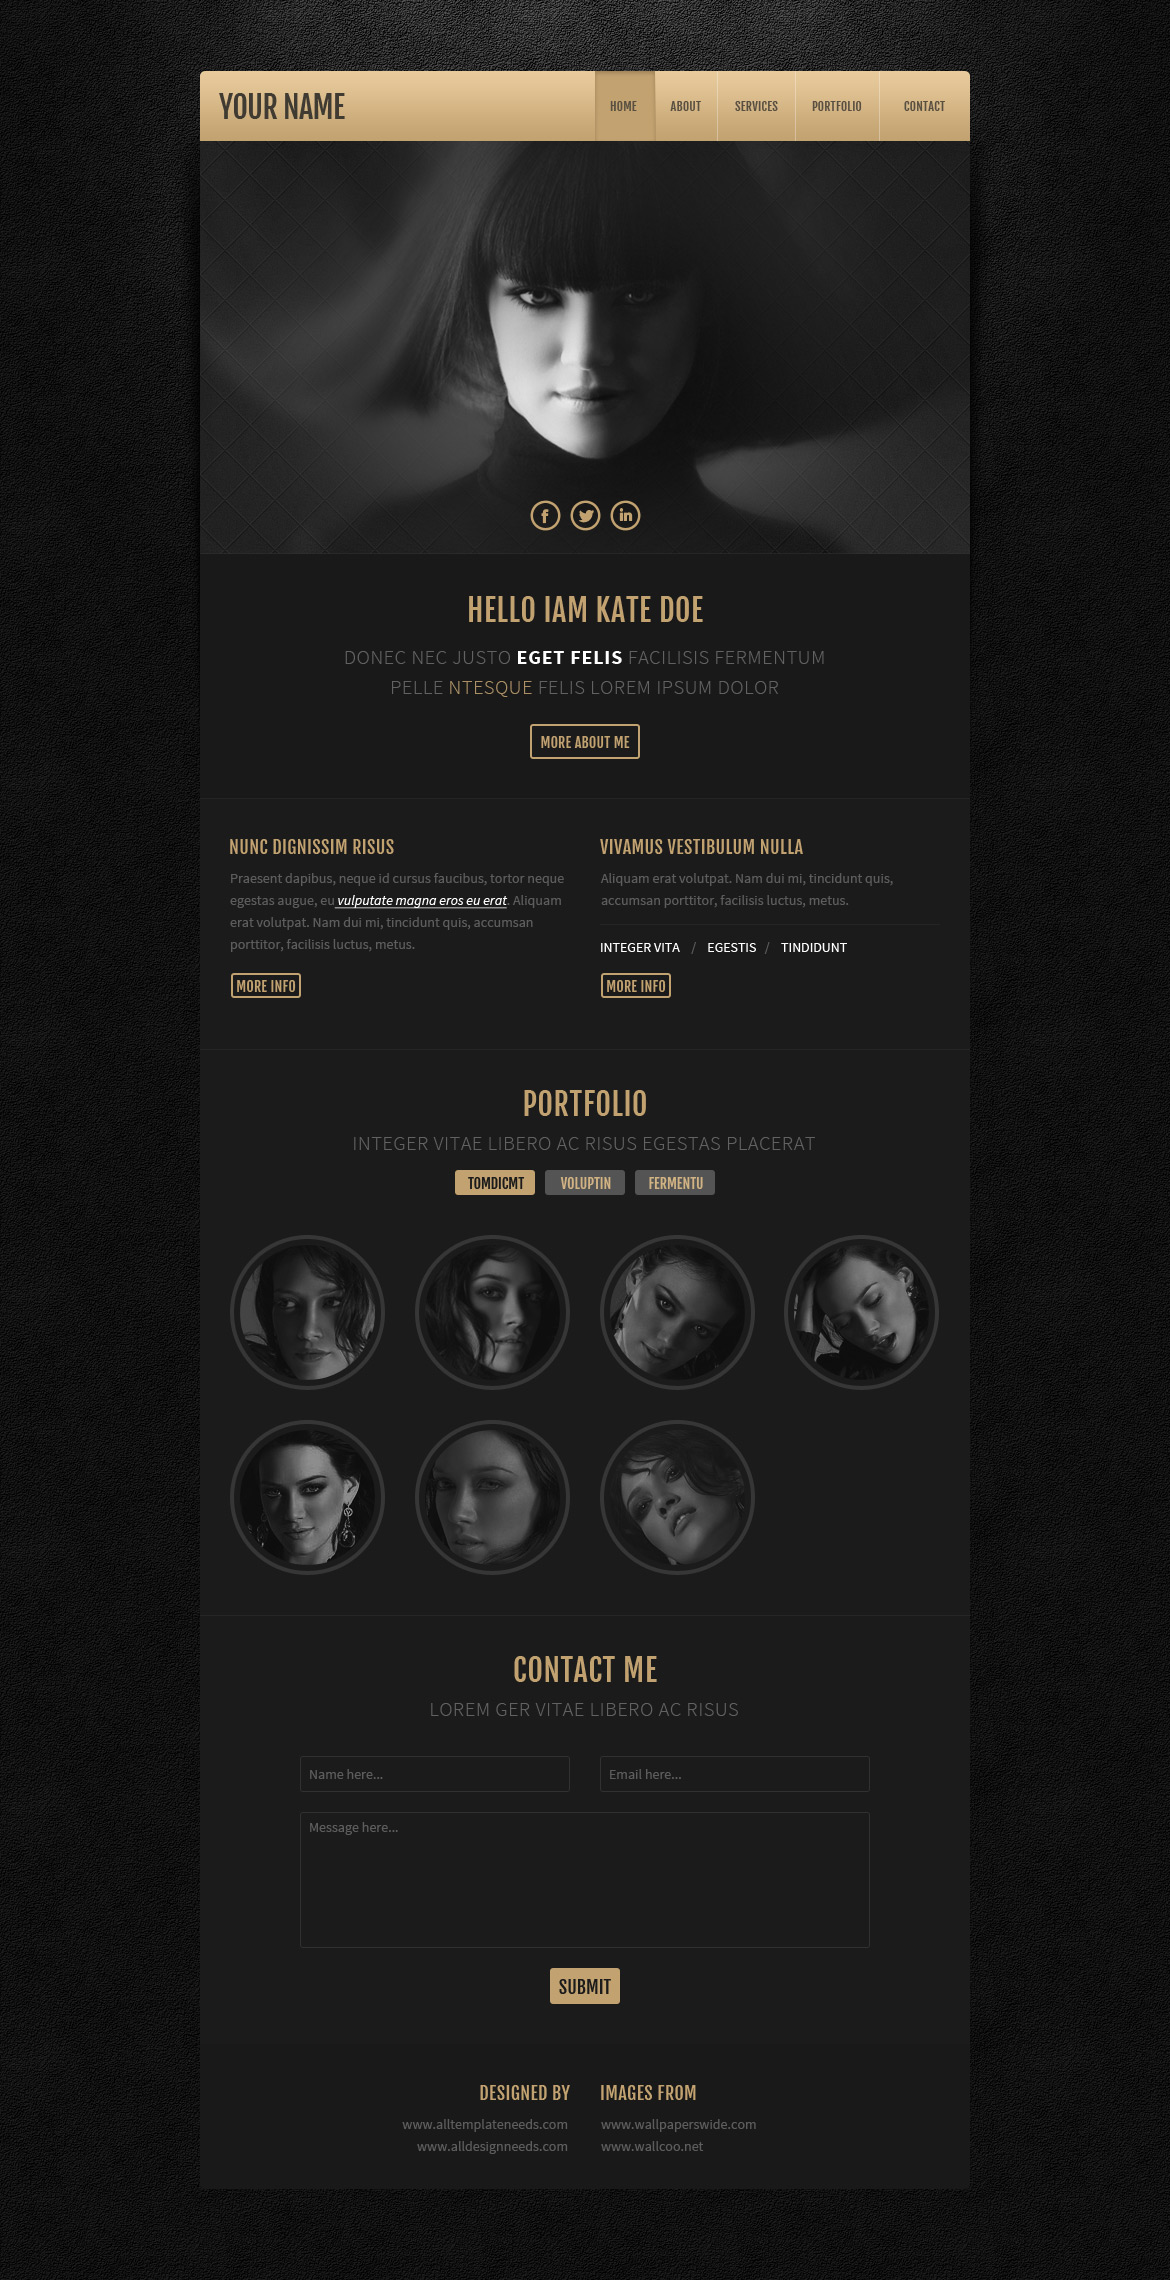 YOUR NAME
HOME ABOUT SERVICES PORTFOLIO CONTACT
f in
HELLO IAM KATE DOE
DONEC NEC JUSTO EGET FELIS FACILISIS FERMENTUM
PELLE NTESQUE FELIS LOREM IPSUM DOLOR
MORE ABOUT ME
NUNC DIGNISSIM RISUS
Praesent dapibus, neque id cursus faucibus, tortor neque
egestas augue, eu vulputate magna eros eu erat. Aliquam
erat volutpat. Nam dui mi, tincidunt quis, accumsan
porttitor, facilisis luctus, metus.
MORE INFO
VIVAMUS VESTIBULUM NULLA
Aliquam erat volutpat. Nam dui mi, tincidunt quis,
accumsan porttitor, facilisis luctus, metus.
INTEGER VITA / EGESTIS / TINDIDUNT
MORE INFO
PORTFOLIO
INTEGER VITAE LIBERO AC RISUS EGESTAS PLACERAT
TOMDICMT VOLUPTIN FERMENTU
CONTACT ME
LOREM GER VITAE LIBERO AC RISUS
Name here... Email here...
Message here...
SUBMIT
DESIGNED BY
www.alltemplateneeds.com
www.alldesignneeds.com
IMAGES FROM
www.wallpaperswide.com
www.wallcoo.net